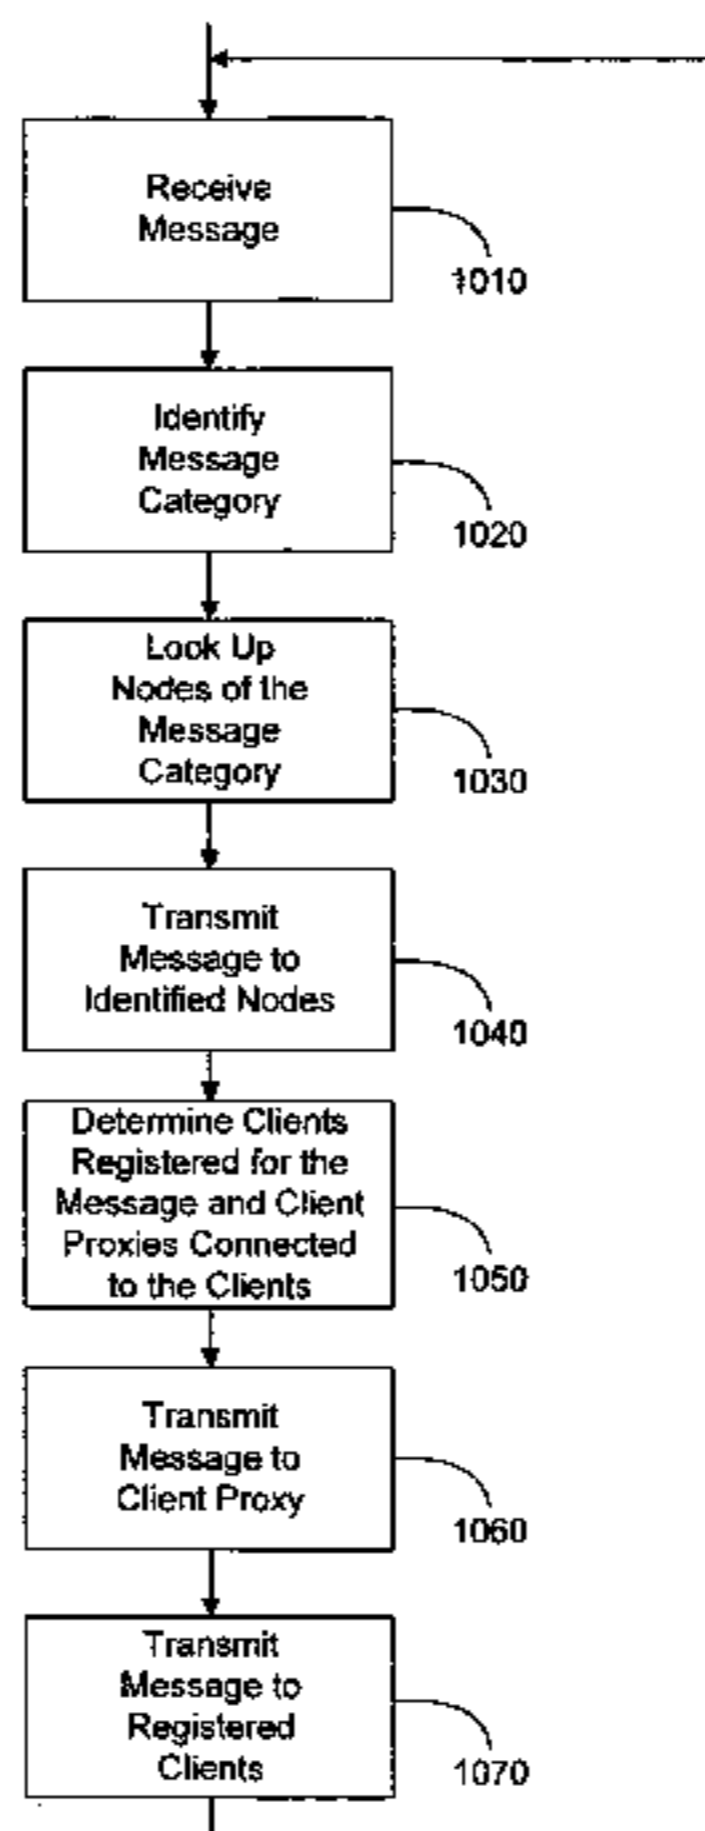 Receive
Message
1010
Identify
Message
Category
1020
Look Up
Nodes of the
Message
Category
1030
Transmit
Message to
Identified Nodes
1040
Determine Clients
Registered for the
Message and Client
Proxies Connected
to the Clients
1050
Transmit
Message to
Client Proxy
1060
Transmit
Message to
Registered
Clients
1070